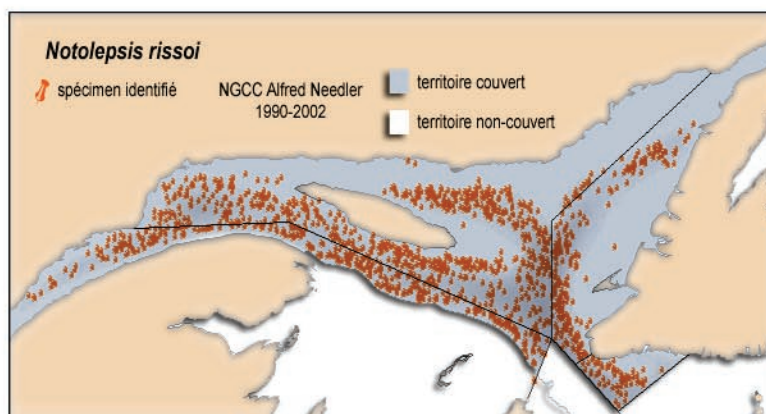 Notolepsis rissoi
spécimen identifié
NGCC Alfred Needler
1990-2002
territoire couvert
territoire non-couvert